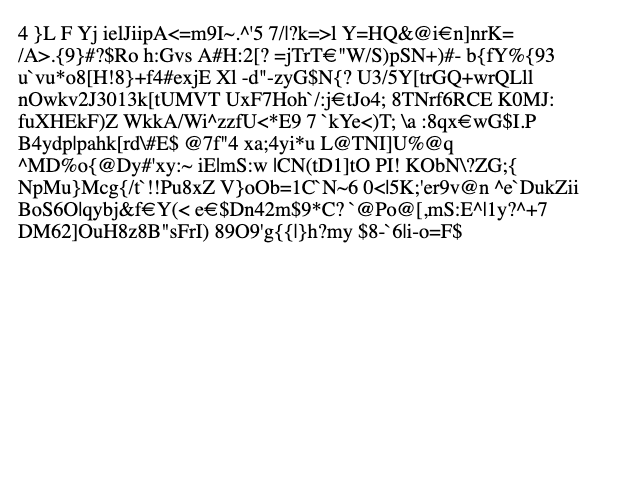 4 }L F Yj ielJiipA<=m9I~.^'5 7/|?k=>l Y=HQ&@i€n]nrK=
/A>.{9}#?$Ro h:Gvs A#H:2[? =jTrT€"W/S)pSN+)#- b{fY%{93
u`vu*o8[H!8}+f4#exjE Xl -d"-zyG$N{? U3/5Y[trGQ+wrQLll
nOwkv2J3013k[tUMVT UxF7Hoh`/:j€tJo4; 8TNrf6RCE K0MJ:
fuXHEkF)Z WkkA/Wi^zzfU<*E9 7 `kYe<)T; \a :8qx€wG$I.P
B4ydp|pahk[rd\#E$ @7f"4 xa;4yi*u L@TNI]U%@q
^MD%o{@Dy#'xy:~ iE|mS:w |CN(tD1]tO PI! KObN\?ZG;{
NpMu}Mcg{/t`!!Pu8xZ V}oOb=1C`N~6 0<|5K;'er9v@n ^e`DukZii
BoS6O|qybj&f€Y(< e€$Dn42m$9*C? `@Po@[,mS:E^|1y?^+7
DM62]OuH8z8B"sFrI) 89O9'g{{|}h?my $8-`6li-o=F$